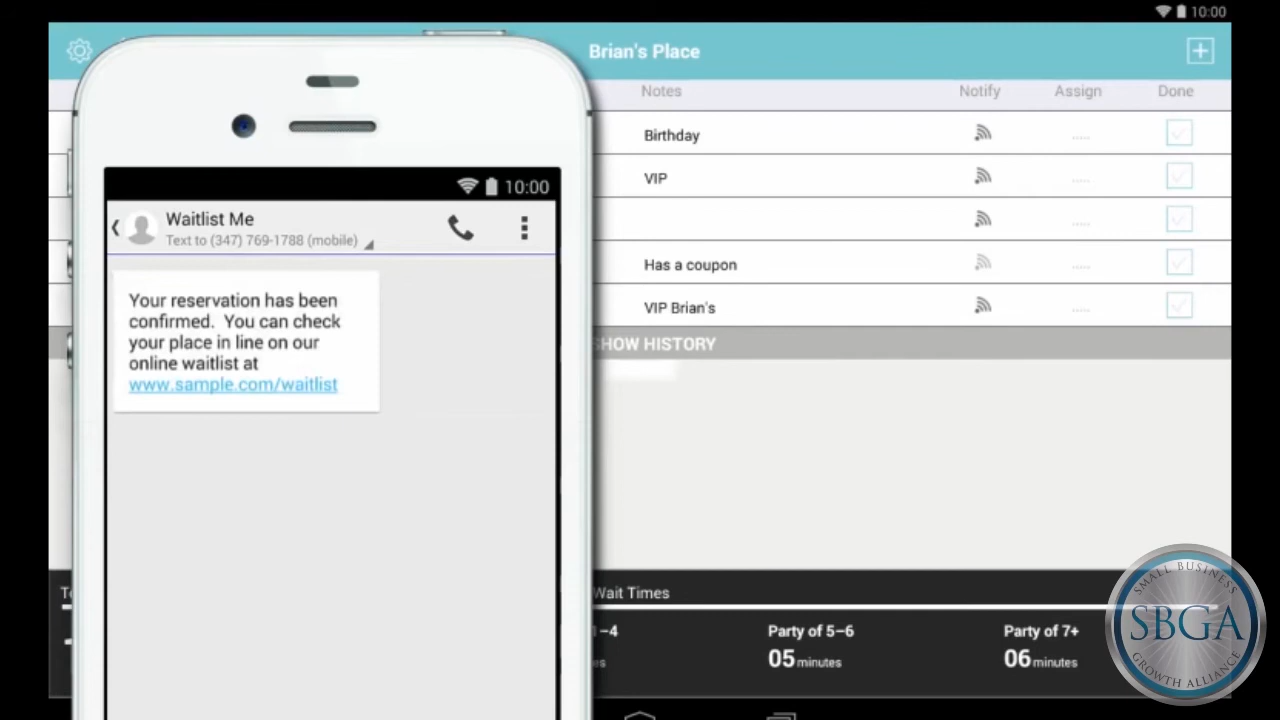 10:00
Brian's Place
Notes Notify Assign Done
Birthday
VIP
Has a coupon
VIP Brian's
SHOW HISTORY
10:00
Waitlist Me
Text to (347) 769-1788 (mobile)
Your reservation has been
confirmed. You can check
your place in line on our
online waitlist at
www.sample.com/waitlist
Wait Times
–4 Party of 5–6 Party of 7+
05 minutes 06 minutes
SMALL BUSINESS
SBGA
GROWTH ALLIANCE